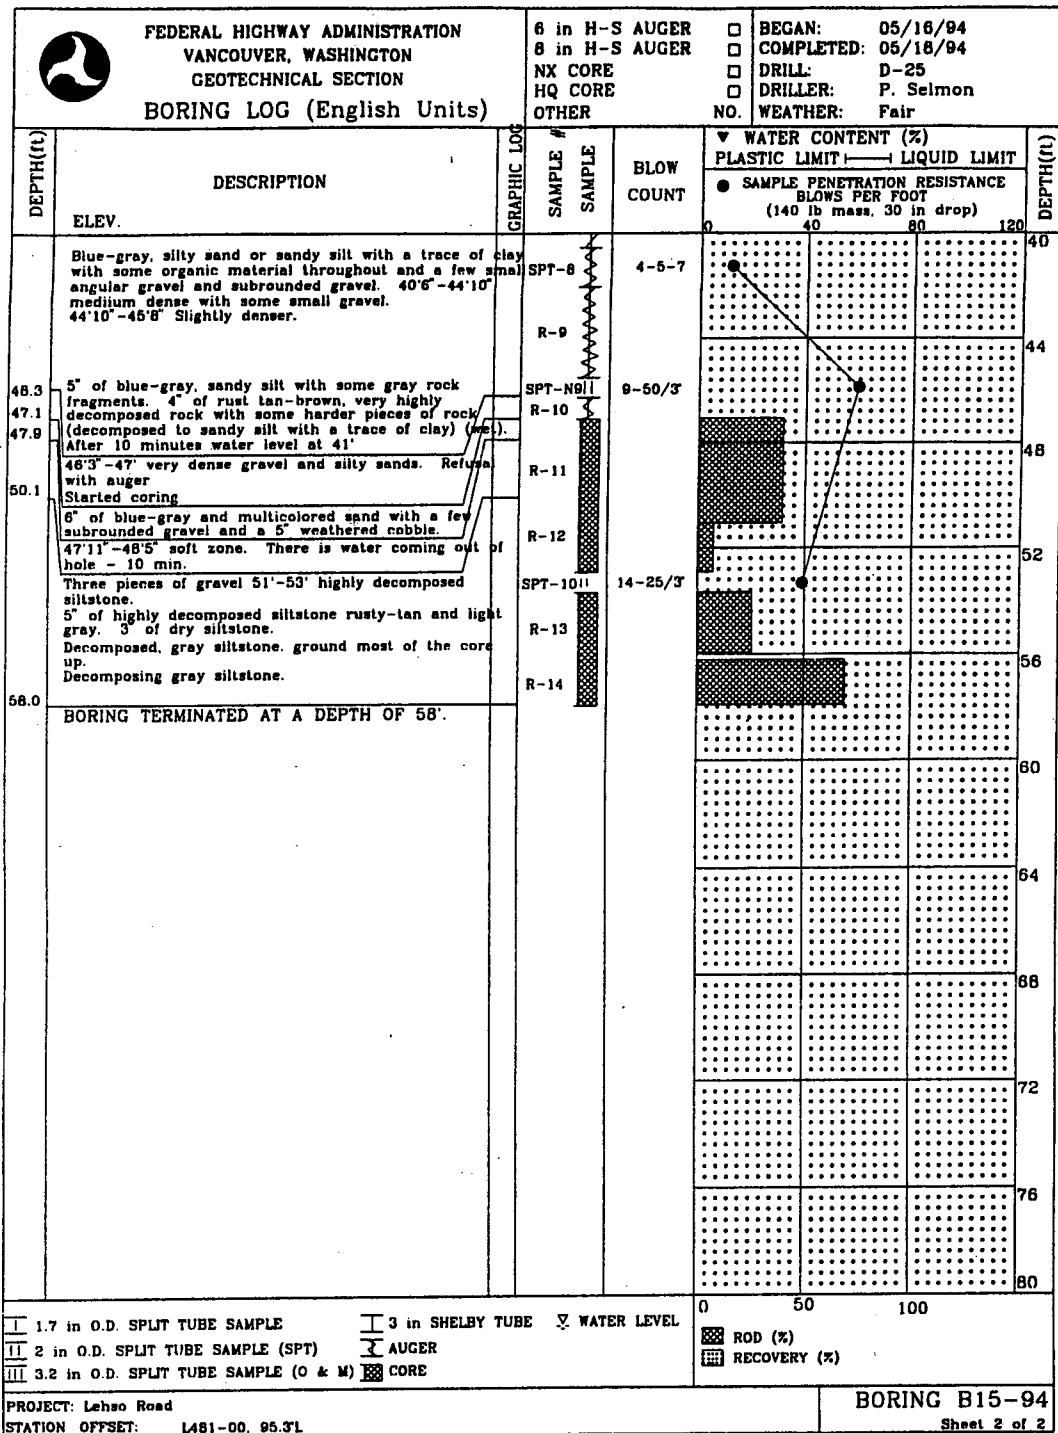 FEDERAL HIGHWAY ADMINISTRATION
VANCOUVER, WASHINGTON
GEOTECHNICAL SECTION
BORING LOG (English Units)
6 in H-S AUGER
8 in H-S AUGER
NX CORE
HQ CORE
OTHER NO.
BEGAN: 05/16/94
COMPLETED: 05/18/94
DRILL: D-25
DRILLER: P. Selmon
WEATHER: Fair
DEPTH(ft)
DESCRIPTION
ELEV.
GRAPHIC LOG
SAMPLE #
SAMPLE
BLOW
COUNT
▼ WATER CONTENT (%)
PLASTIC LIMIT LIQUID LIMIT
● SAMPLE PENETRATION RESISTANCE
BLOWS PER FOOT
(140 lb mass, 30 in drop)
0 40 80 120
DEPTH(ft)
40
Blue-gray, silty sand or sandy silt with a trace of clay
with some organic material throughout and a few smal
angular gravel and subrounded gravel. 40'6"-44'10"
mediium dense with some small gravel.
44'10"-45'8" Slightly denser.
SPT-8 4-5-7
R-9
44
46.3
5" of blue-gray, sandy silt with some gray rock
fragments. 4" of rust tan-brown, very highly
decomposed rock with some harder pieces of rock
(decomposed to sandy silt with a trace of clay) (wet).
After 10 minutes water level at 41'
SPT-N9 9-50/3"
R-10
47.1
47.9
48
46'3"-47' very dense gravel and silty sands. Refusal
with auger
Started coring
R-11
50.1
6" of blue-gray and multicolored sand with a few
subrounded gravel and a 5" weathered cobble.
R-12
52
47'11"-48'5" soft zone. There is water coming out of
hole - 10 min.
Three pieces of gravel 51'-53' highly decomposed
siltstone.
SPT-10 14-25/3"
5" of highly decomposed siltstone rusty-tan and light
gray. 3" of dry siltstone.
R-13
Decomposed, gray siltstone. ground most of the core
up.
56
Decomposing gray siltstone.
R-14
58.0
BORING TERMINATED AT A DEPTH OF 58'.
60
64
68
72
76
80
0 50 100
1.7 in O.D. SPLIT TUBE SAMPLE
2 in O.D. SPLIT TUBE SAMPLE (SPT)
3.2 in O.D. SPLIT TUBE SAMPLE (O & M)
3 in SHELBY TUBE
AUGER
CORE
WATER LEVEL
RQD (%)
RECOVERY (%)
PROJECT: Lehso Road
STATION OFFSET: L481-00, 95.3'L
BORING B15-94
Sheet 2 of 2